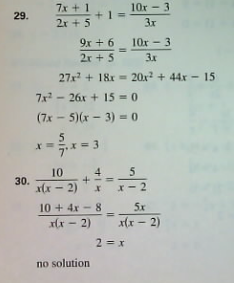 29. (7x + 1)/(2x + 5) + 1 = (10x − 3)/(3x)
(9x + 6)/(2x + 5) = (10x − 3)/(3x)
27x² + 18x = 20x² + 44x − 15
7x² − 26x + 15 = 0
(7x − 5)(x − 3) = 0
x = 5/7, x = 3
30. 10/(x(x − 2)) + 4/x = 5/(x − 2)
(10 + 4x − 8)/(x(x − 2)) = 5x/(x(x − 2))
2 = x
no solution